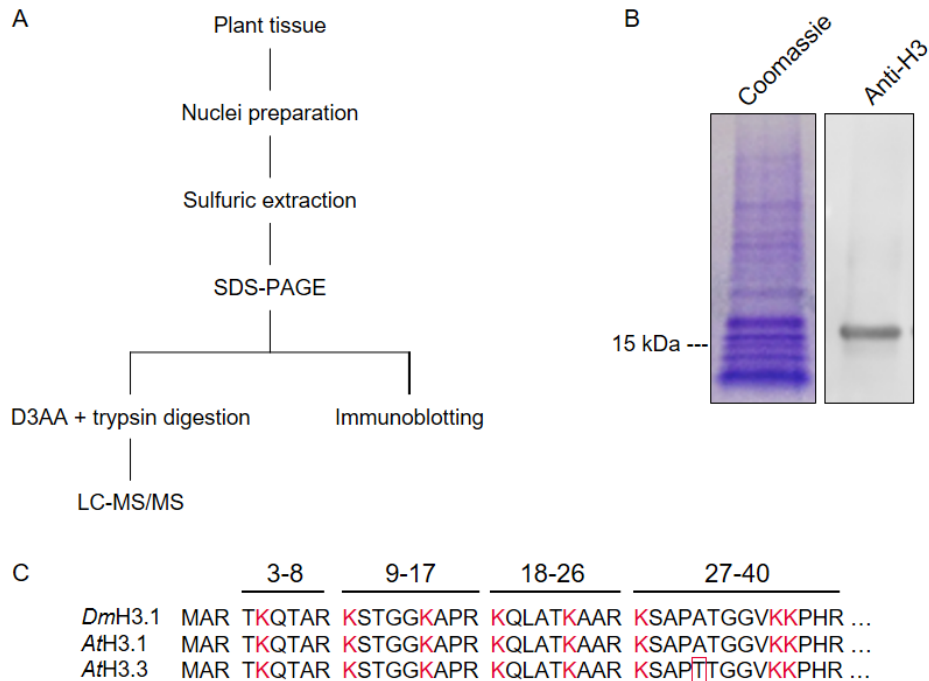 A
Plant tissue
Nuclei preparation
Sulfuric extraction
SDS-PAGE
D3AA + trypsin digestion
Immunoblotting
LC-MS/MS
B
Coomassie
Anti-H3
15 kDa ---
C
3-8 9-17 18-26 27-40
DmH3.1 MAR TKQTAR KSTGGKAPR KQLATKAAR KSAPATGGVKKPHR ...
AtH3.1 MAR TKQTAR KSTGGKAPR KQLATKAAR KSAPATGGVKKPHR ...
AtH3.3 MAR TKQTAR KSTGGKAPR KQLATKAAR KSAPTTGGVKKPHR ...